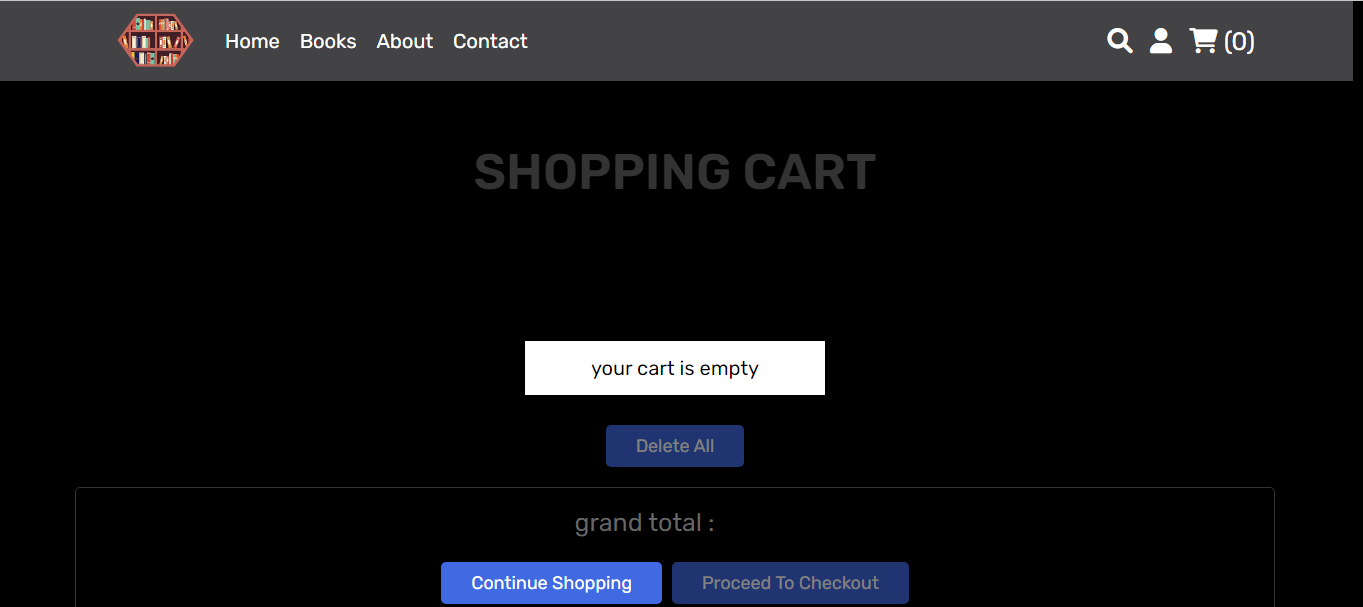 Home Books About Contact (0)
SHOPPING CART
your cart is empty
Delete All
grand total :
Continue Shopping Proceed To Checkout